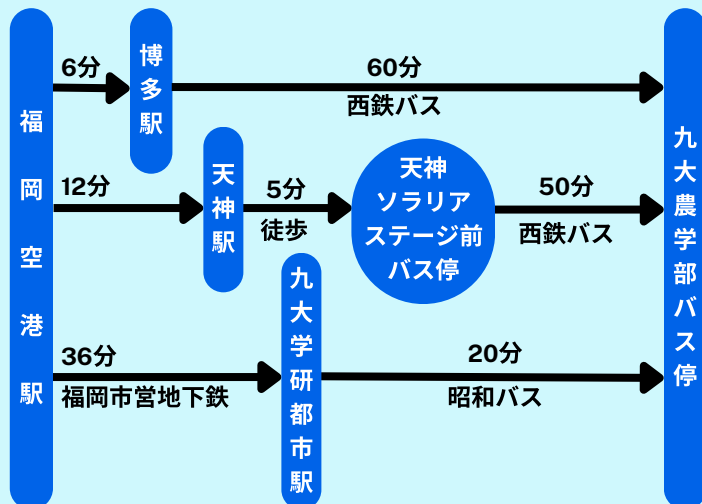 福岡空港駅
6分
博多駅
60分
西鉄バス
12分
天神駅
5分
徒歩
天神
ソラリア
ステージ前
バス停
50分
西鉄バス
36分
福岡市営地下鉄
九大学研都市駅
20分
昭和バス
九大農学部バス停